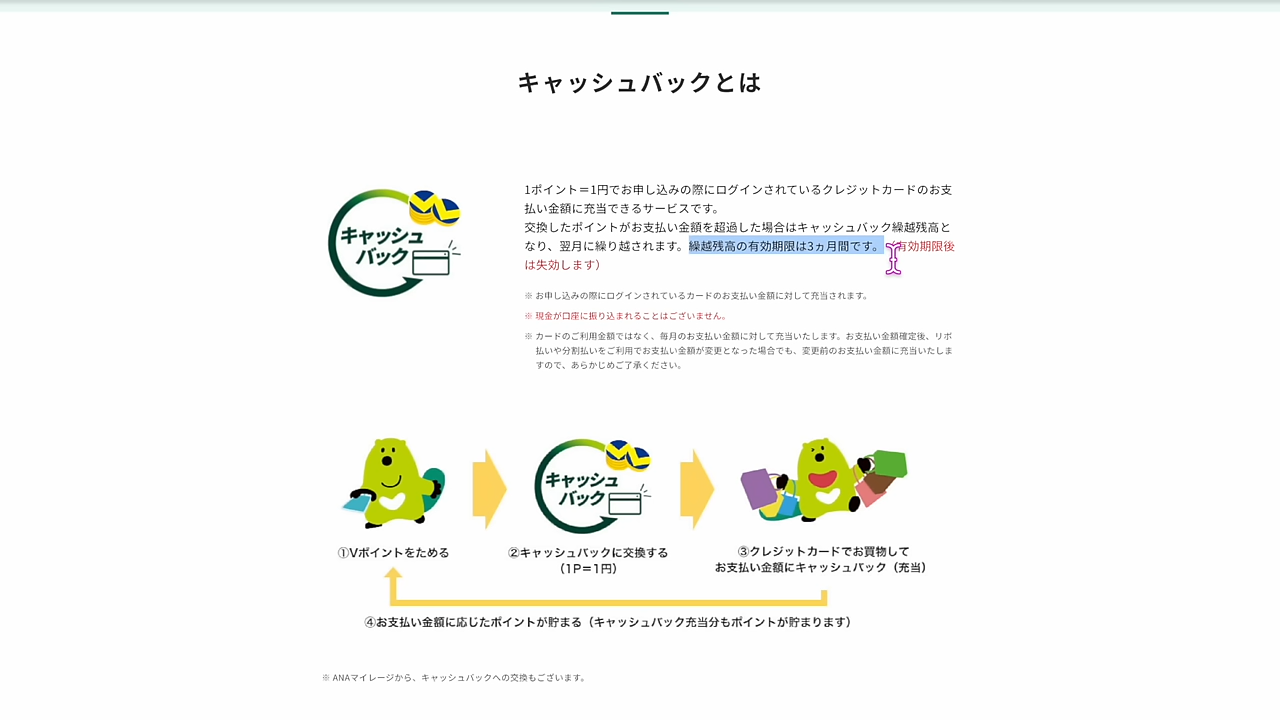 キャッシュバックとは
キャッシュ
バック
1ポイント＝1円でお申し込みの際にログインされているクレジットカードのお支
払い金額に充当できるサービスです。
交換したポイントがお支払い金額を超過した場合はキャッシュバック繰越残高と
なり、翌月に繰り越されます。繰越残高の有効期限は3ヵ月間です。有効期限後
は失効します）
※ お申し込みの際にログインされているカードのお支払い金額に対して充当されます。
※ 現金が口座に振り込まれることはございません。
※ カードのご利用金額ではなく、毎月のお支払い金額に対して充当いたします。お支払い金額確定後、リボ
払いや分割払いをご利用でお支払い金額が変更となった場合でも、変更前のお支払い金額に充当いたしま
すので、あらかじめご了承ください。
キャッシュ
バック
①Vポイントをためる
②キャッシュバックに交換する
（1P＝1円）
③クレジットカードでお買物して
お支払い金額にキャッシュバック（充当）
④お支払い金額に応じたポイントが貯まる（キャッシュバック充当分もポイントが貯まります）
※ ANAマイレージから、キャッシュバックへの交換もございます。